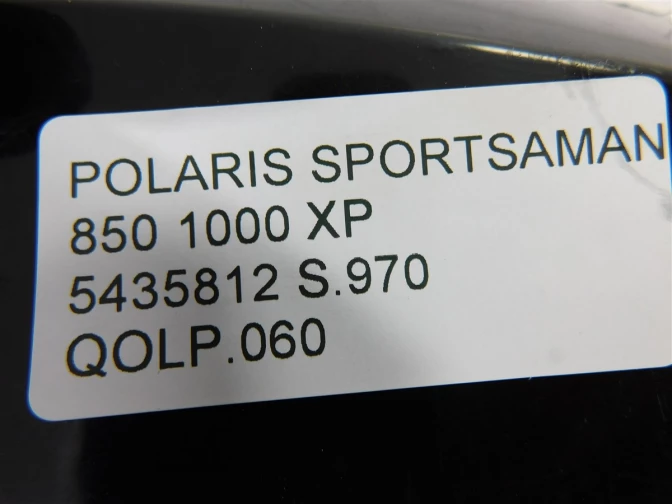 POLARIS SPORTSAMAN
850 1000 XP
5435812 S.970
QOLP.060